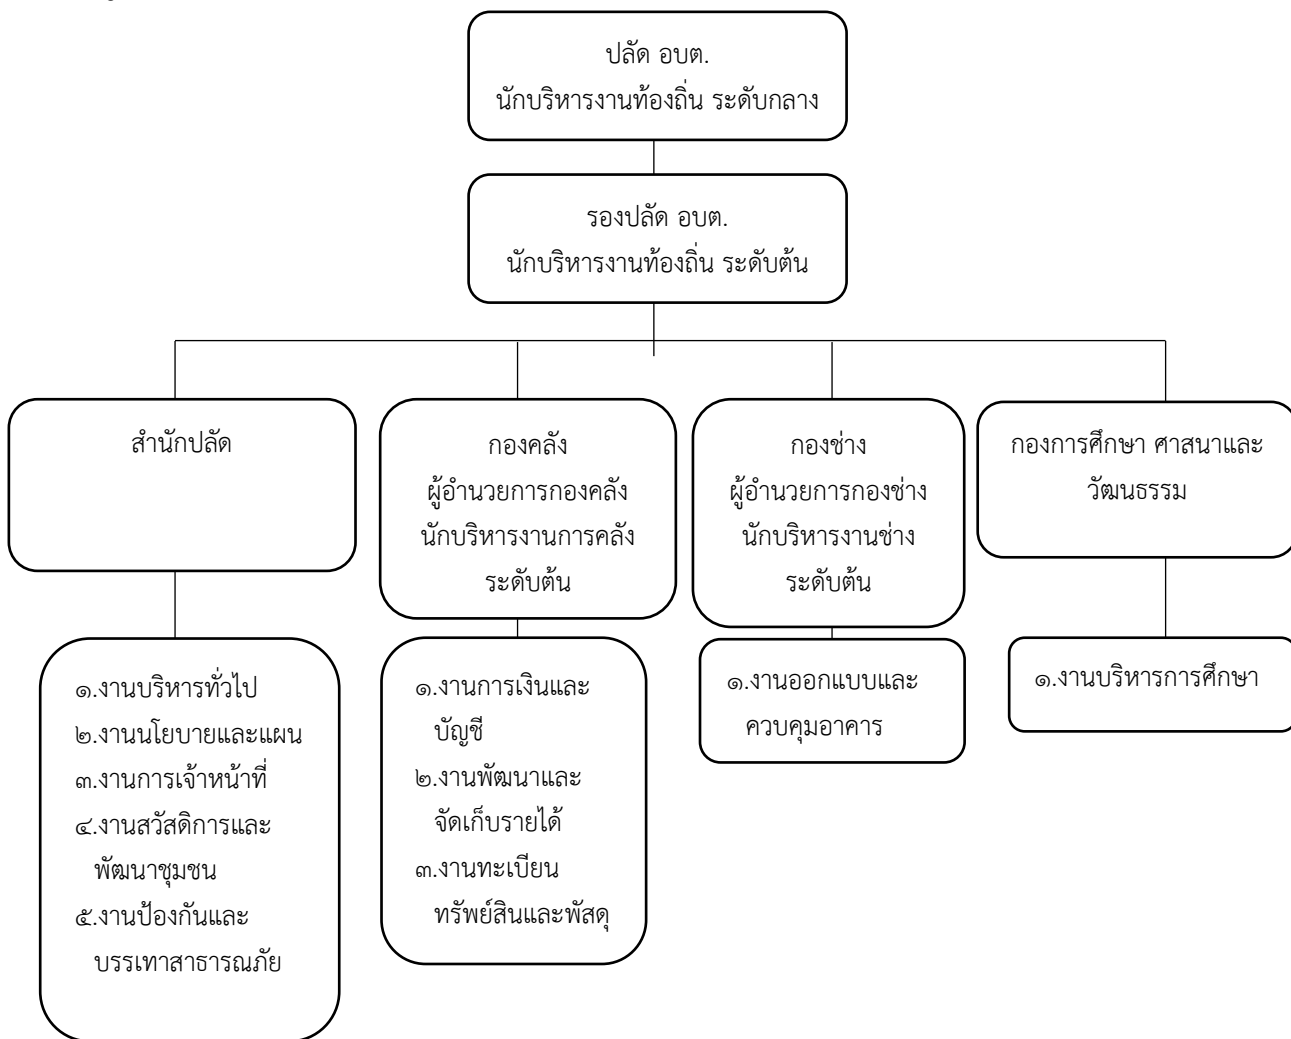 ปลัด อบต.
นักบริหารงานท้องถิ่น ระดับกลาง
รองปลัด อบต.
นักบริหารงานท้องถิ่น ระดับต้น
สำนักปลัด
กองคลัง
ผู้อำนวยการกองคลัง
นักบริหารงานการคลัง
ระดับต้น
กองช่าง
ผู้อำนวยการกองช่าง
นักบริหารงานช่าง
ระดับต้น
กองการศึกษา ศาสนาและ
วัฒนธรรม
๑.งานบริหารทั่วไป
๒.งานนโยบายและแผน
๓.งานการเจ้าหน้าที่
๔.งานสวัสดิการและ
พัฒนาชุมชน
๕.งานป้องกันและ
บรรเทาสาธารณภัย
๑.งานการเงินและ
บัญชี
๒.งานพัฒนาและ
จัดเก็บรายได้
๓.งานทะเบียน
ทรัพย์สินและพัสดุ
๑.งานออกแบบและ
ควบคุมอาคาร
๑.งานบริหารการศึกษา